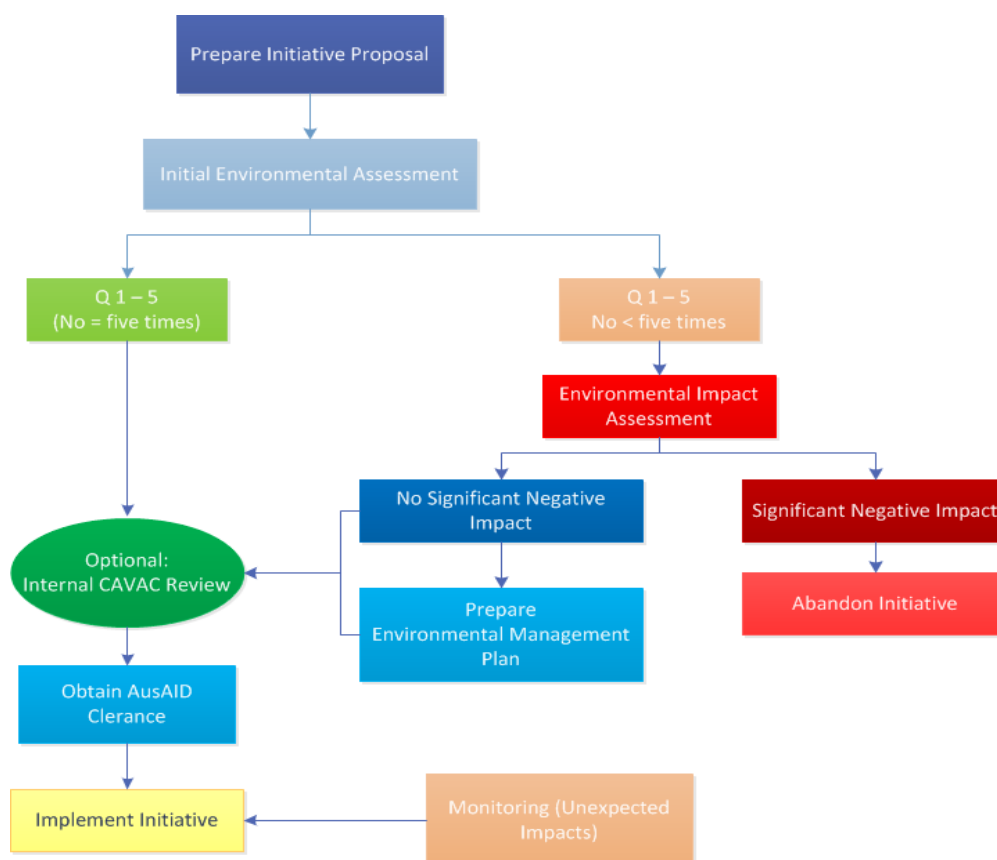 Prepare Initiative Proposal
Initial Environmental Assessment
Q 1 – 5
(No = five times)
Q 1 – 5
No < five times
Environmental Impact
Assessment
No Significant Negative
Impact
Significant Negative Impact
Optional:
Internal CAVAC Review
Prepare
Environmental Management
Plan
Abandon Initiative
Obtain AusAID
Clerance
Implement Initiative
Monitoring (Unexpected
Impacts)